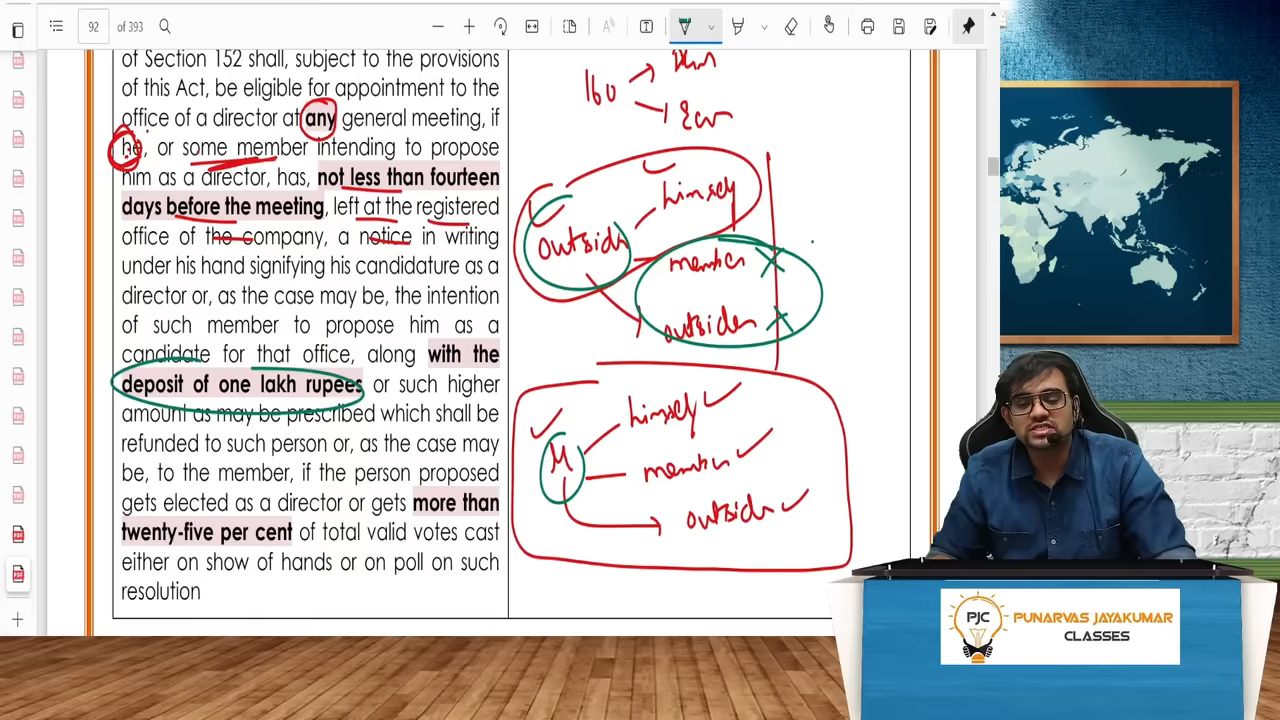 92 of 393
of Section 152 shall, subject to the provisions
of this Act, be eligible for appointment to the
office of a director at any general meeting, if
he, or some member intending to propose
him as a director, has, not less than fourteen
days before the meeting, left at the registered
office of the company, a notice in writing
under his hand signifying his candidature as a
director or, as the case may be, the intention
of such member to propose him as a
candidate for that office, along with the
deposit of one lakh rupees or such higher
amount as may be prescribed which shall be
refunded to such person or, as the case may
be, to the member, if the person proposed
gets elected as a director or gets more than
twenty-five per cent of total valid votes cast
either on show of hands or on poll on such
resolution
160
himself
outsider
member
outsider
himself
M
member
outsider
PJC
PUNARVAS JAYAKUMAR
CLASSES